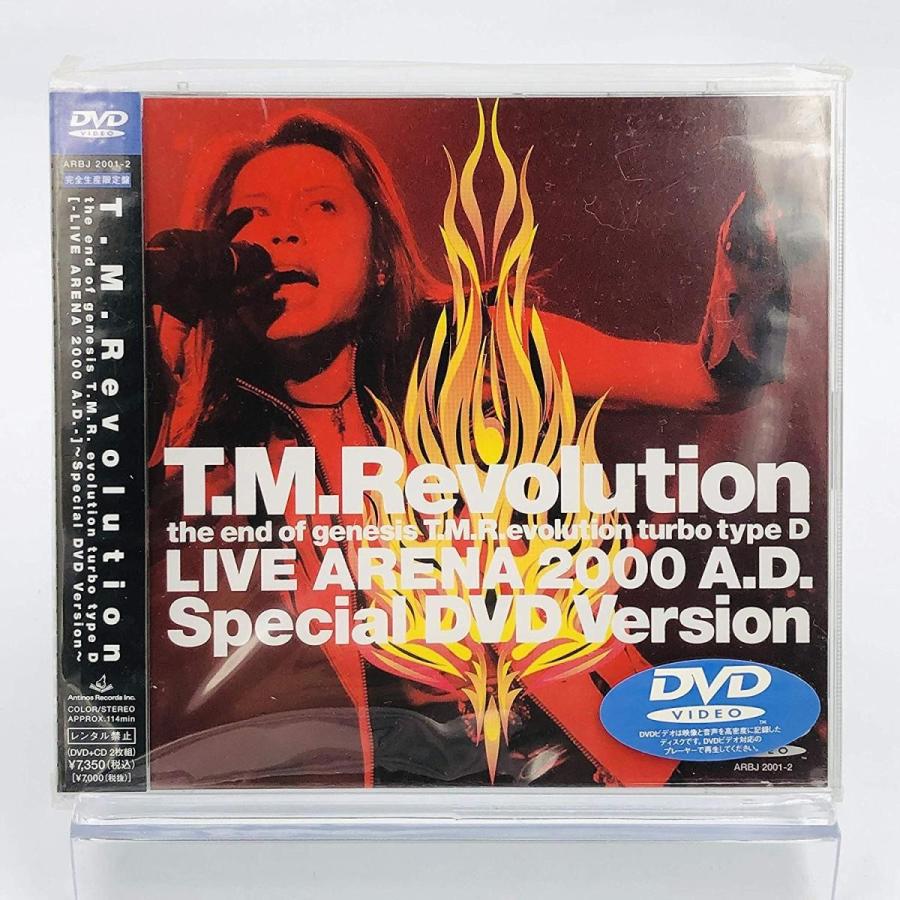 DVD
VIDEO
ARBJ 2001-2
完全生産限定盤
T.M.Revolution
the end of genesis T.M.R. evolution turbo type D
[-LIVE ARENA 2000 A.D.-]~Special DVD Version~
Antinos Records Inc.
COLOR/STEREO
APPROX.114min
レンタル禁止
(DVD+CD 2枚組)
¥7,350(税込)
[¥7,000(税抜)]
T.M.Revolution
the end of genesis T.M.R.evolution turbo type D
LIVE ARENA 2000 A.D.
Special DVD Version
DVD
VIDEO
TM
DVDビデオは映像と音声を高密度に記録した
ディスクです。DVDビデオ対応の
プレーヤーで再生してください。
ARBJ 2001-2